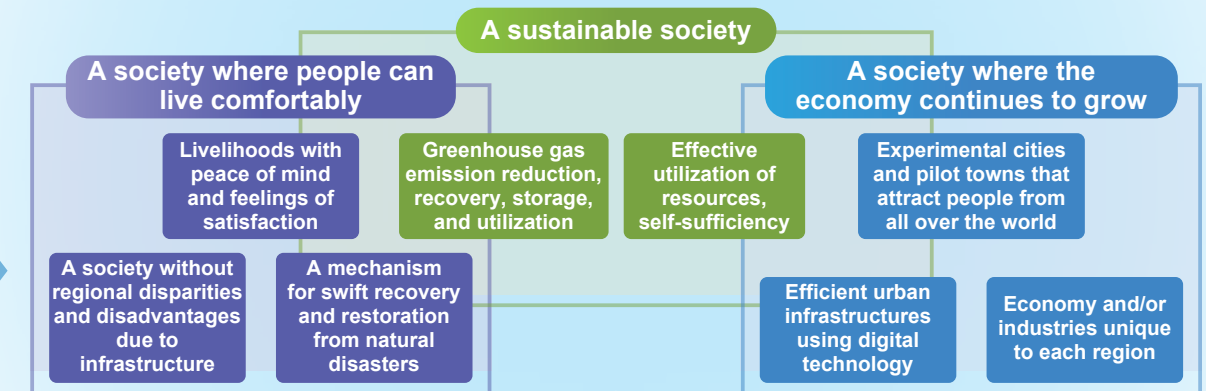 A sustainable society
A society where people can
live comfortably
A society where the
economy continues to grow
Livelihoods with
peace of mind
and feelings of
satisfaction
Greenhouse gas
emission reduction,
recovery, storage,
and utilization
Effective
utilization of
resources,
self-sufficiency
Experimental cities
and pilot towns that
attract people from
all over the world
A society without
regional disparities
and disadvantages
due to
infrastructure
A mechanism
for swift recovery
and restoration
from natural
disasters
Efficient urban
infrastructures
using digital
technology
Economy and/or
industries unique
to each region